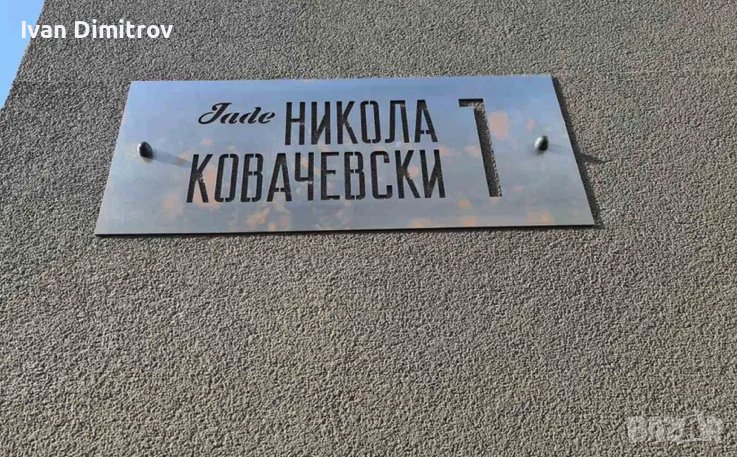 Ivan Dimitrov
Jade НИКОЛА
КОВАЧЕВСКИ 1